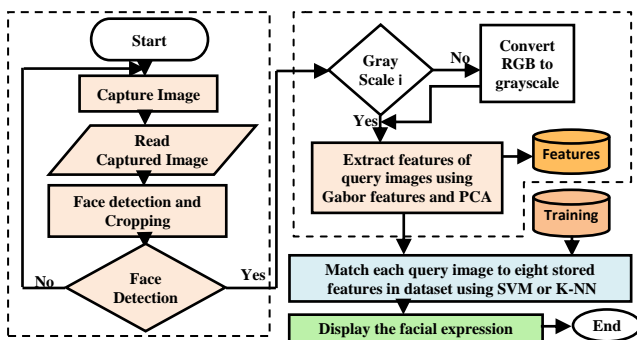 Start
Capture Image
Read
Captured Image
Face detection and
Cropping
No
Face
Detection
Yes
Gray
Scale i
No
Convert
RGB to
grayscale
Yes
Extract features of
query images using
Gabor features and PCA
Features
Training
Match each query image to eight stored
features in dataset using SVM or K-NN
Display the facial expression
End